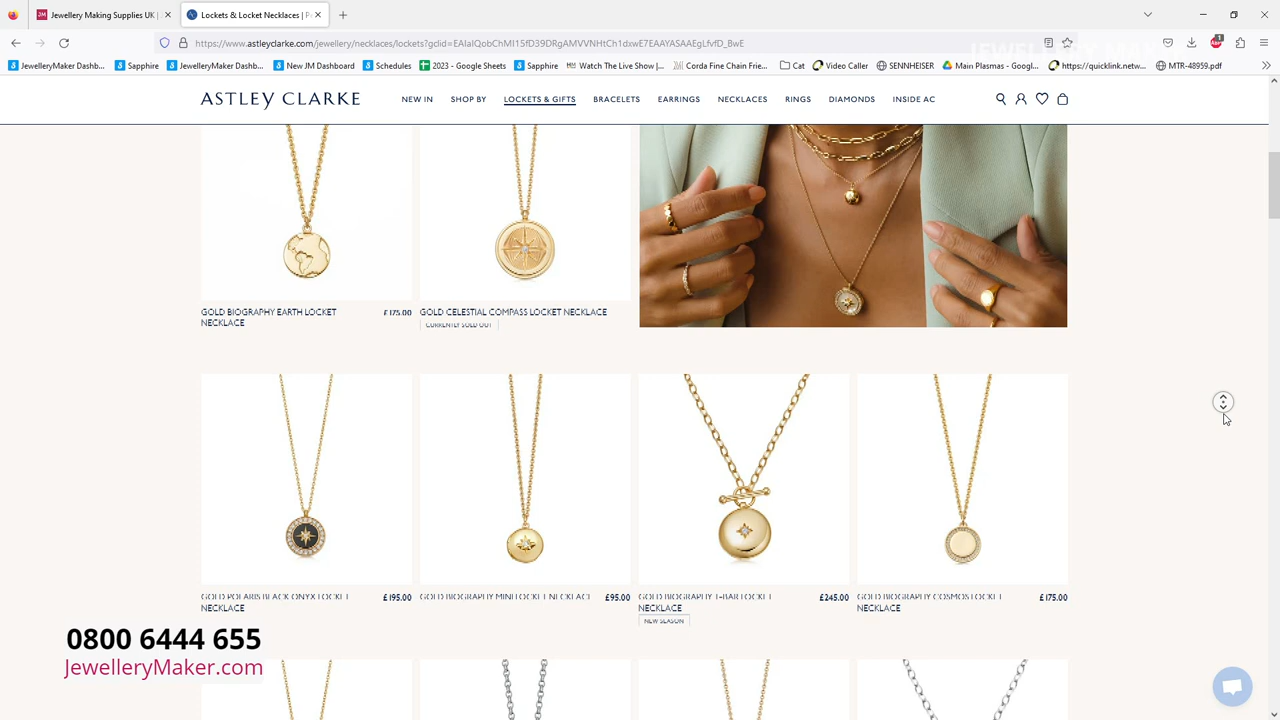 Jewellery Making Supplies UK |
Lockets & Locket Necklaces | P
https://www.astleyclarke.com/jewellery/necklaces/lockets?gclid=EAIaIQobChMI15fD39DRgAMVVNHtCh1dxwE7EAAYASAAEgLfvfD_BwE
JEWELLERY MA
JewelleryMaker Dashb...
Sapphire
JewelleryMaker Dashb...
New JM Dashboard
Schedules
2023 - Google Sheets
Sapphire
Watch The Live Show |...
Corda Fine Chain Frie...
Cat
Video Caller
SENNHEISER
Main Plasmas - Googl...
https://quicklink.netw...
MTR-48959.pdf
ASTLEY CLARKE
NEW IN
SHOP BY
LOCKETS & GIFTS
BRACELETS
EARRINGS
NECKLACES
RINGS
DIAMONDS
INSIDE AC
GOLD BIOGRAPHY EARTH LOCKET
NECKLACE
£175.00
GOLD CELESTIAL COMPASS LOCKET NECKLACE
CURRENTLY SOLD OUT
GOLD POLARIS BLACK ONYX LOCKET
NECKLACE
£195.00
GOLD BIOGRAPHY MINI LOCKET NECKLACE
£95.00
GOLD BIOGRAPHY T-BAR LOCKET
NECKLACE
£245.00
NEW SEASON
GOLD BIOGRAPHY COSMOS LOCKET
NECKLACE
£175.00
0800 6444 655
JewelleryMaker.com